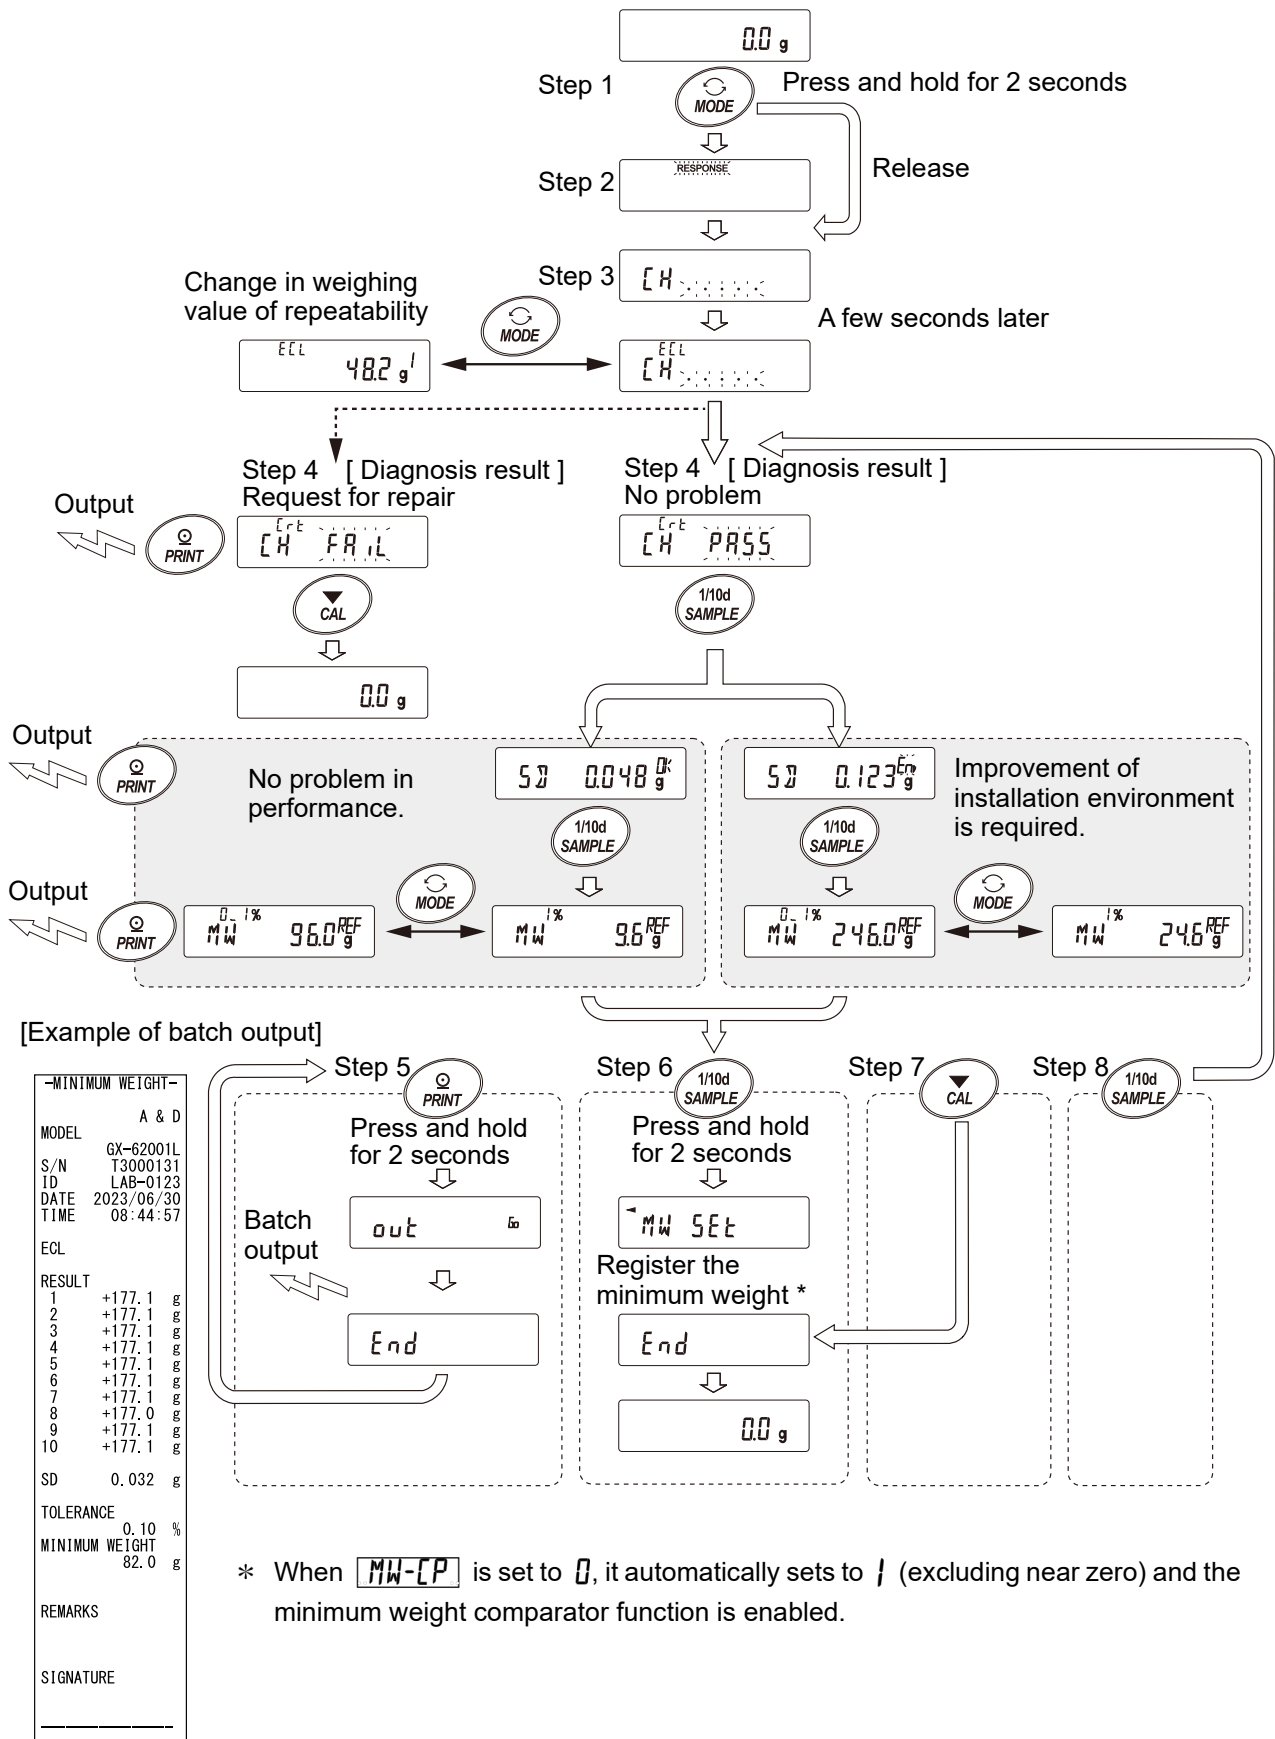 0.0 g
Step 1
MODE
Press and hold for 2 seconds
Step 2
RESPONSE
Release
Step 3
CH
A few seconds later
Change in weighing
value of repeatability
MODE
ECL
48.2 g
ECL
CH
Step 4 [ Diagnosis result ]
Request for repair
Output
PRINT
Crt
CH FAiL
CAL
0.0 g
Step 4 [ Diagnosis result ]
No problem
Crt
CH PASS
1/10d
SAMPLE
Output
PRINT
No problem in
performance.
SD 0.048 g OK
1/10d
SAMPLE
SD 0.123 g
Improvement of
installation environment
is required.
1/10d
SAMPLE
Output
PRINT
0_1%
MW 96.0 g REF
MODE
1%
MW 9.6 g REF
0_1%
MW 246.0 g REF
MODE
1%
MW 24.6 g REF
[Example of batch output]
-MINIMUM WEIGHT-
A & D
MODEL
GX-62001L
S/N T3000131
ID LAB-0123
DATE 2023/06/30
TIME 08:44:57
ECL
RESULT
1 +177.1 g
2 +177.1 g
3 +177.1 g
4 +177.1 g
5 +177.1 g
6 +177.1 g
7 +177.1 g
8 +177.0 g
9 +177.1 g
10 +177.1 g
SD 0.032 g
TOLERANCE
0.10 %
MINIMUM WEIGHT
82.0 g
REMARKS
SIGNATURE
Step 5
PRINT
Press and hold
for 2 seconds
out Go
Batch
output
End
Step 6
1/10d
SAMPLE
Press and hold
for 2 seconds
MW SEt
Register the
minimum weight *
End
0.0 g
Step 7
CAL
Step 8
1/10d
SAMPLE
* When MW-CP is set to 0, it automatically sets to 1 (excluding near zero) and the
minimum weight comparator function is enabled.